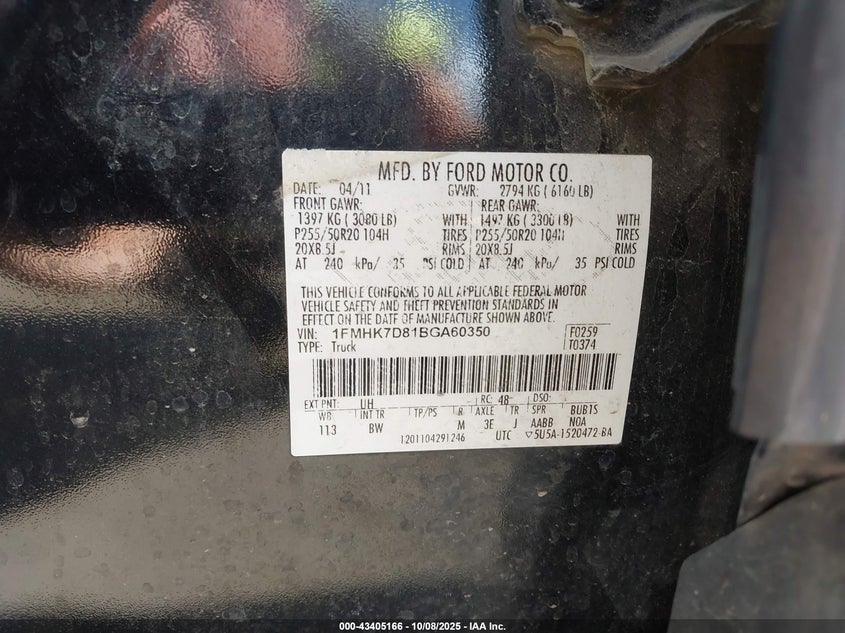 MFD. BY FORD MOTOR CO.
DATE: 04/11 GVWR: 2794 KG ( 6160 LB)
FRONT GAWR: REAR GAWR:
1397 KG ( 3080 LB) WITH 1497 KG ( 3300 LB) WITH
P255/50R20 104H TIRES P255/50R20 104H TIRES
20X8.5J RIMS 20X8.5J RIMS
AT 240 kPa/ 35 PSI COLD AT 240 kPa/ 35 PSI COLD
THIS VEHICLE CONFORMS TO ALL APPLICABLE FEDERAL MOTOR
VEHICLE SAFETY AND THEFT PREVENTION STANDARDS IN
EFFECT ON THE DATE OF MANUFACTURE SHOWN ABOVE.
VIN: 1FMHK7D81BGA60350 F0259
TYPE: Truck T0374
EXT PNT: UH RC: 48 DSO:
WB INT TR TP/PS R AXLE TR SPR BUBTS
113 BW M 3E J AABB NOA
1201104291246 UTC ▽5U5A-1520472-BA
000-43405166 - 10/08/2025 - IAA Inc.